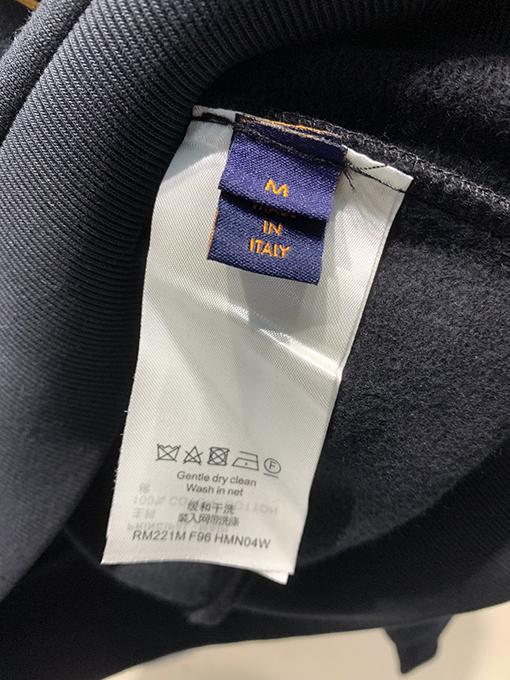 M
IN
ITALY
F
Gentle dry clean
Wash in net
缓和干洗
装入网带洗涤
RM221M F96 HMN04W